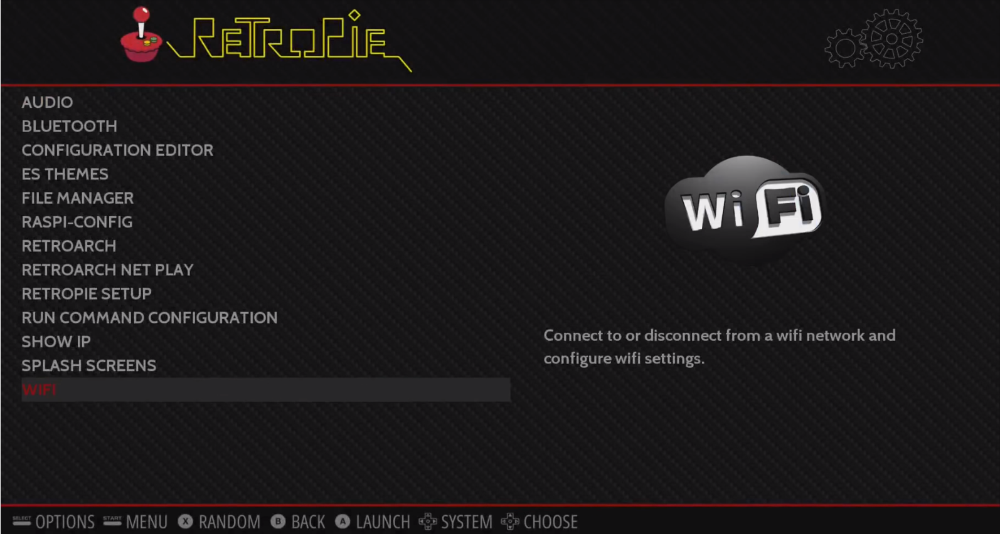 RETROPIE
AUDIO
BLUETOOTH
CONFIGURATION EDITOR
ES THEMES
FILE MANAGER
RASPI-CONFIG
RETROARCH
RETROARCH NET PLAY
RETROPIE SETUP
RUN COMMAND CONFIGURATION
SHOW IP
SPLASH SCREENS
WIFI
Wi Fi
Connect to or disconnect from a wifi network and
configure wifi settings.
SELECT OPTIONS START MENU X RANDOM B BACK A LAUNCH SYSTEM CHOOSE